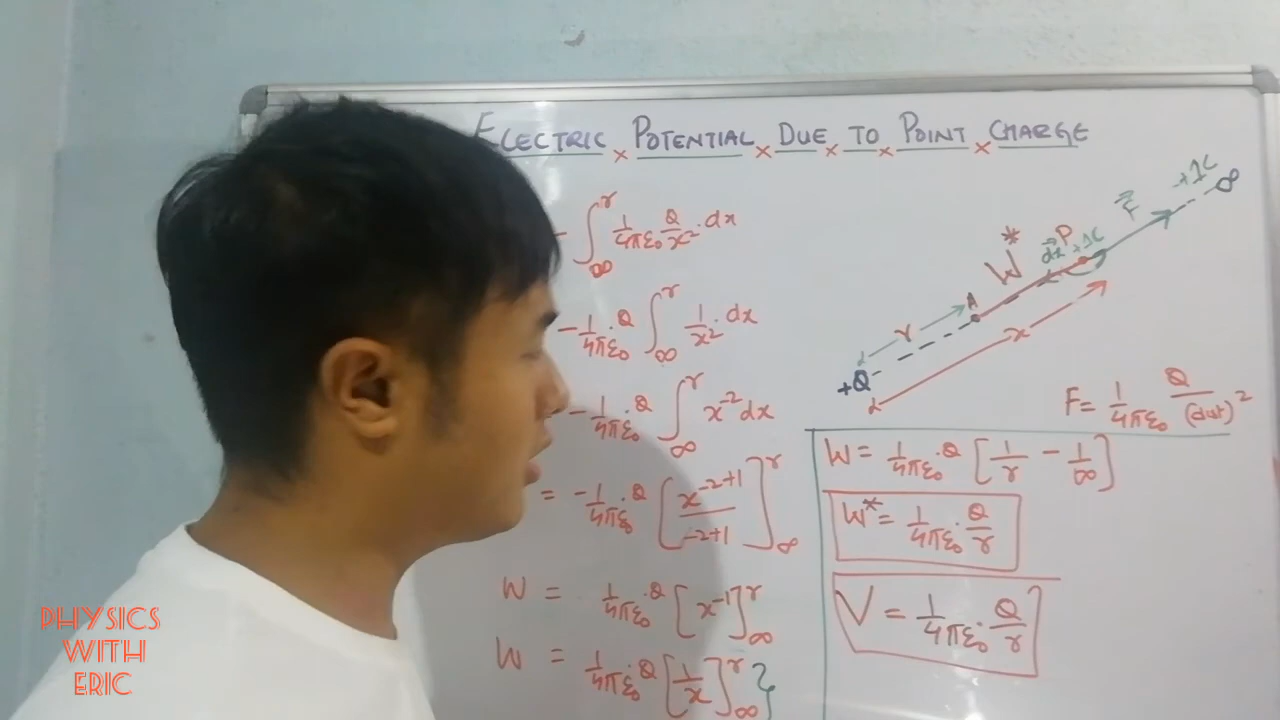 ELECTRIC × POTENTIAL × DUE × TO × POINT × CHARGE
- ∫_∞^r 1/4πε₀ Q/x² · dx
- 1/4πε₀ · Q ∫_∞^r 1/x² · dx
- 1/4πε₀ · Q ∫_∞^r x⁻² dx
= - 1/4πε₀ · Q [x⁻²⁺¹/-2+1]_∞^r
W = 1/4πε₀ · Q [x⁻¹]_∞^r
W = 1/4πε₀ · Q [1/x]_∞^r
+1C ∞
F⃗
W* dx⃗ P +1C
A
r
x
+Q
F = 1/4πε₀ Q/(dist)²
W = 1/4πε₀ · Q [1/r - 1/∞]
W* = 1/4πε₀ · Q/r
V = 1/4πε₀ · Q/r
PHYSICS
WITH
ERIC